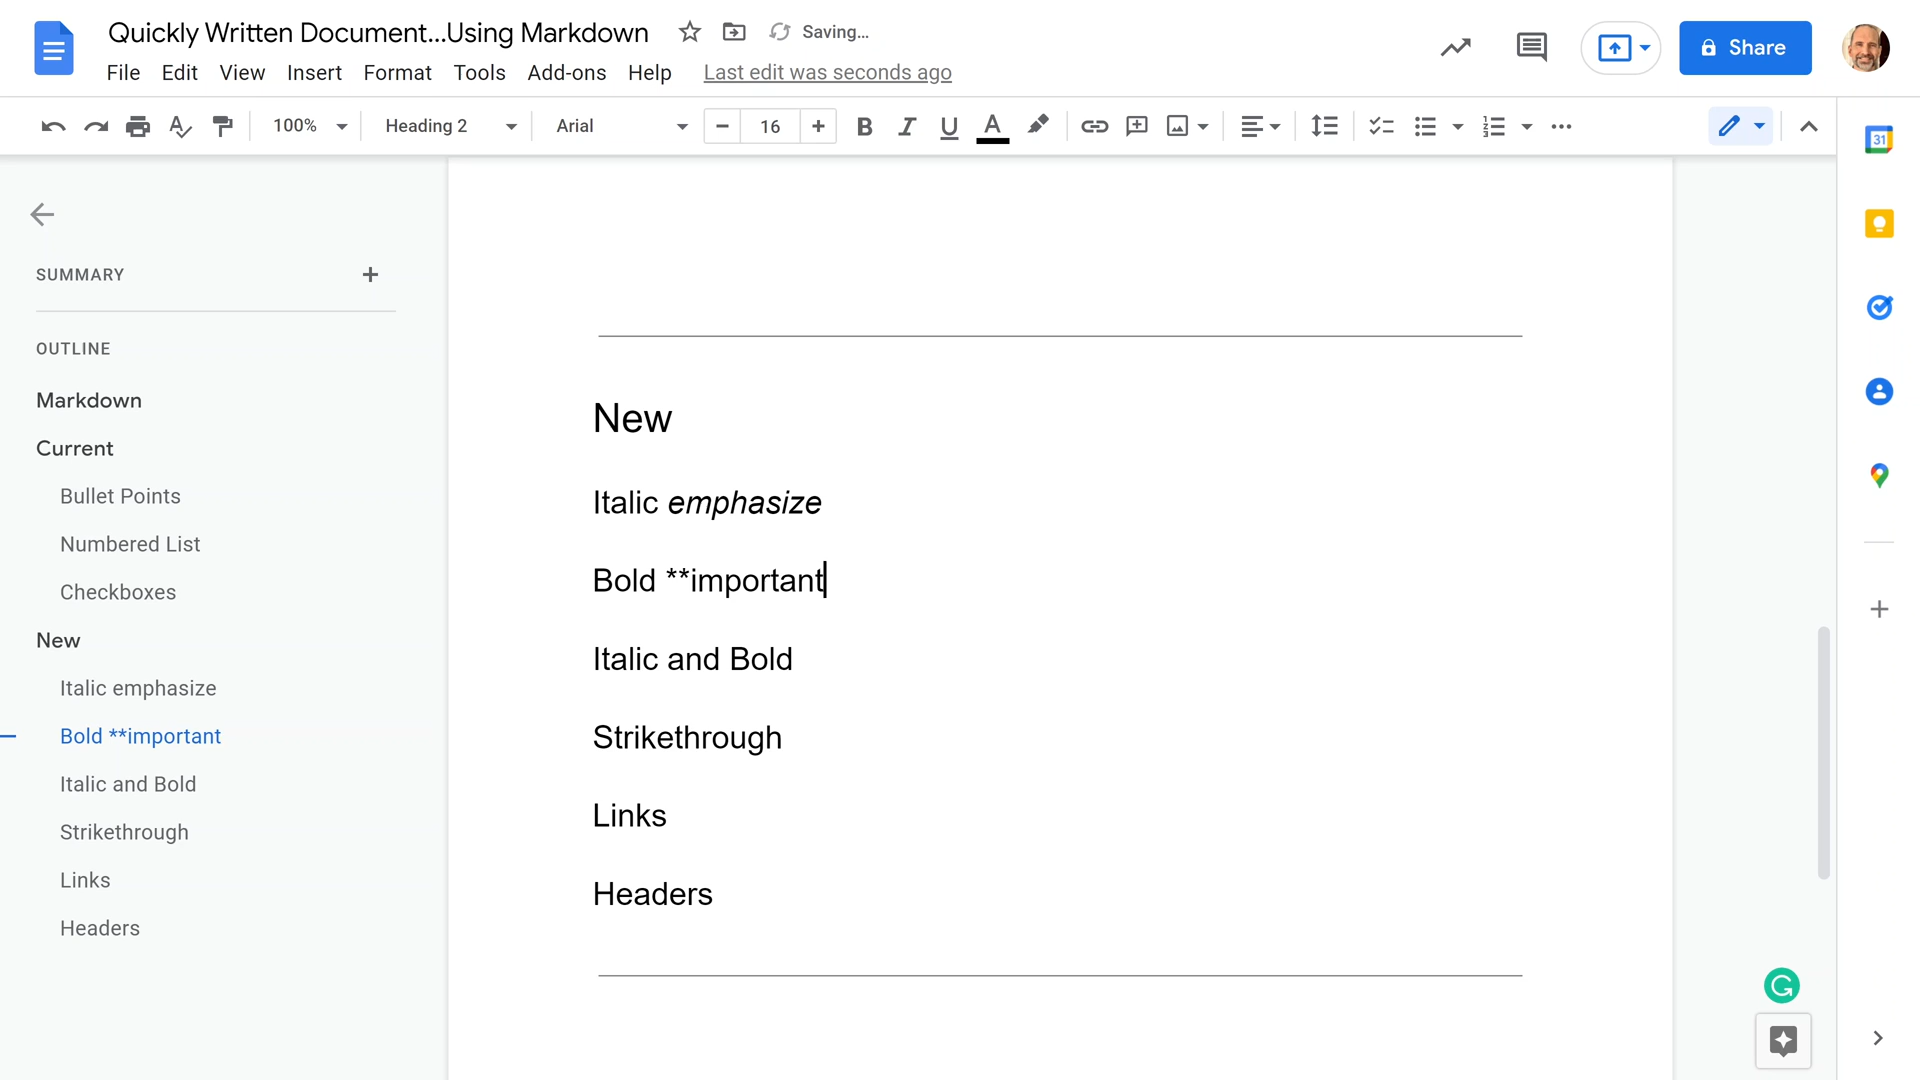 Quickly Written Document...Using Markdown
Saving...
File Edit View Insert Format Tools Add-ons Help Last edit was seconds ago
Share
100% Heading 2 Arial 16
B I U A
31
SUMMARY
OUTLINE
Markdown
Current
Bullet Points
Numbered List
Checkboxes
New
Italic emphasize
Bold **important
Italic and Bold
Strikethrough
Links
Headers
New
Italic emphasize
Bold **important
Italic and Bold
Strikethrough
Links
Headers